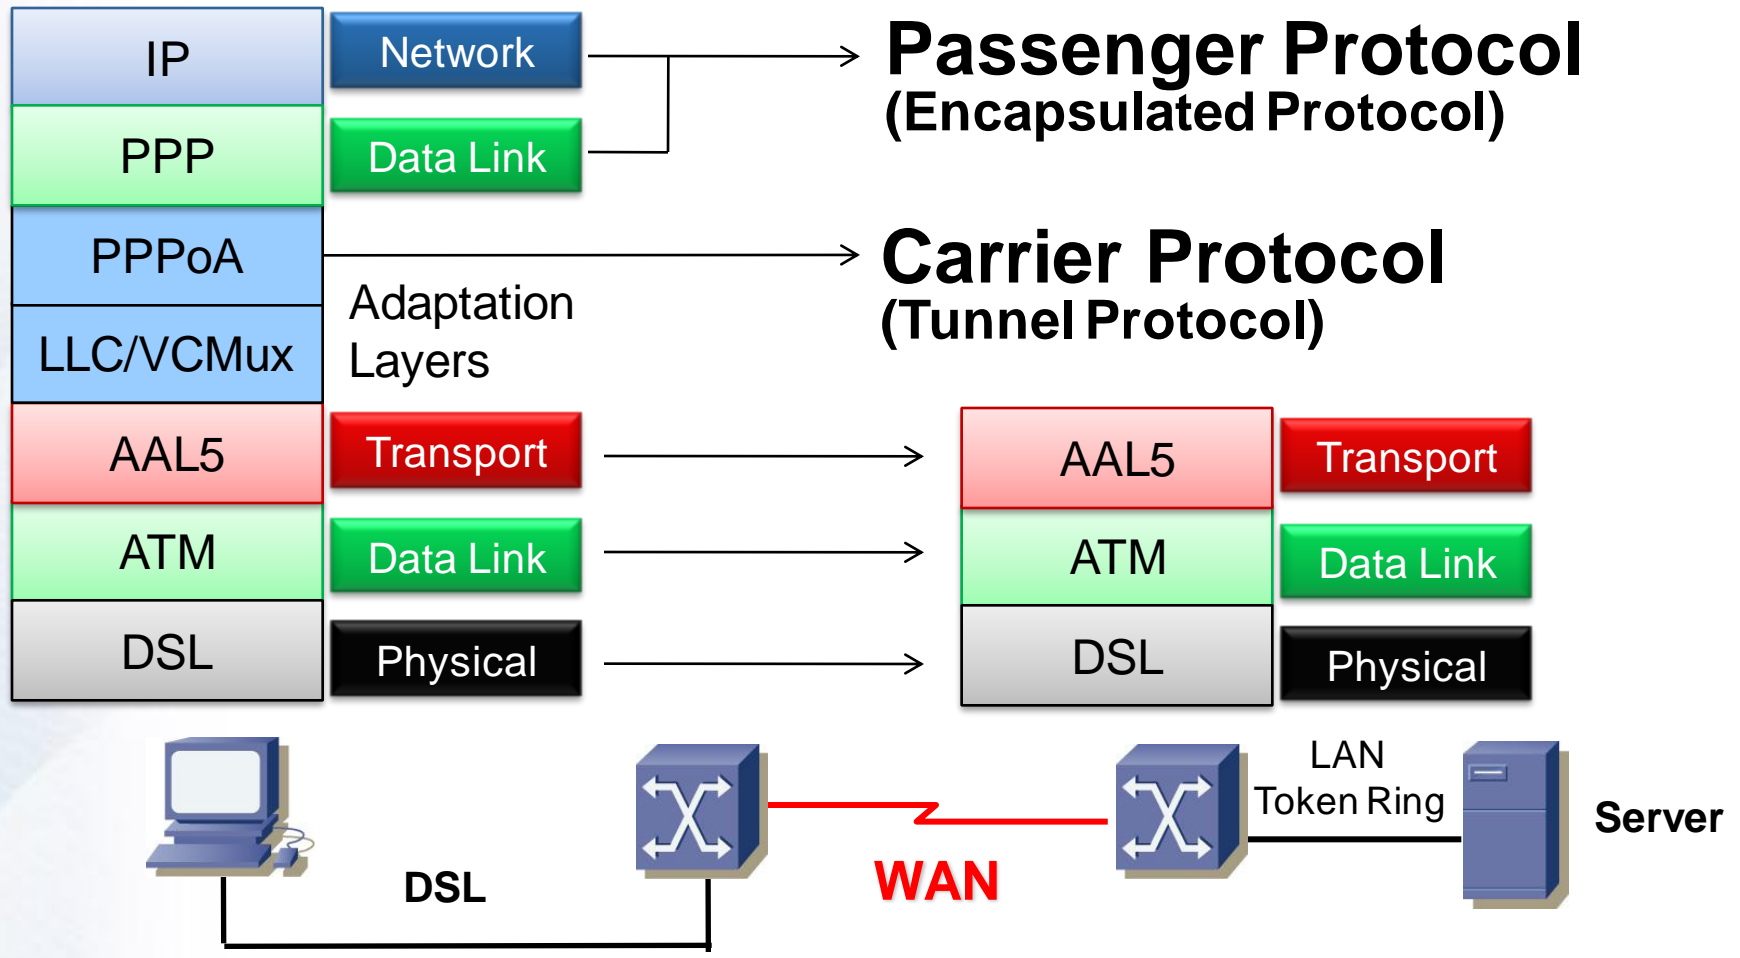 IP
Network
Passenger Protocol
(Encapsulated Protocol)
PPP
Data Link
PPPoA
Carrier Protocol
(Tunnel Protocol)
Adaptation
Layers
LLC/VCMux
AAL5
Transport
AAL5
Transport
ATM
Data Link
ATM
Data Link
DSL
Physical
DSL
Physical
LAN
Token Ring
Server
DSL
WAN